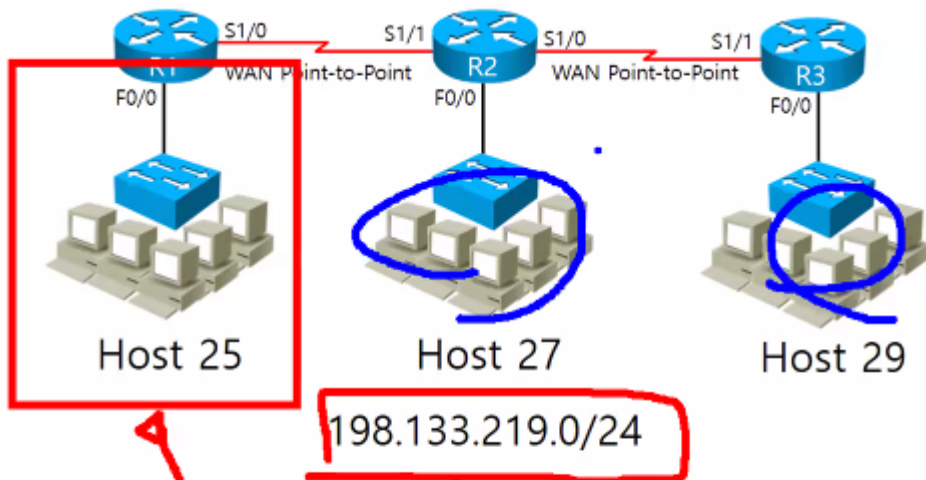 S1/0
S1/1
S1/0
S1/1
R1
WAN Point-to-Point
R2
WAN Point-to-Point
R3
F0/0
F0/0
F0/0
Host 25
Host 27
Host 29
198.133.219.0/24